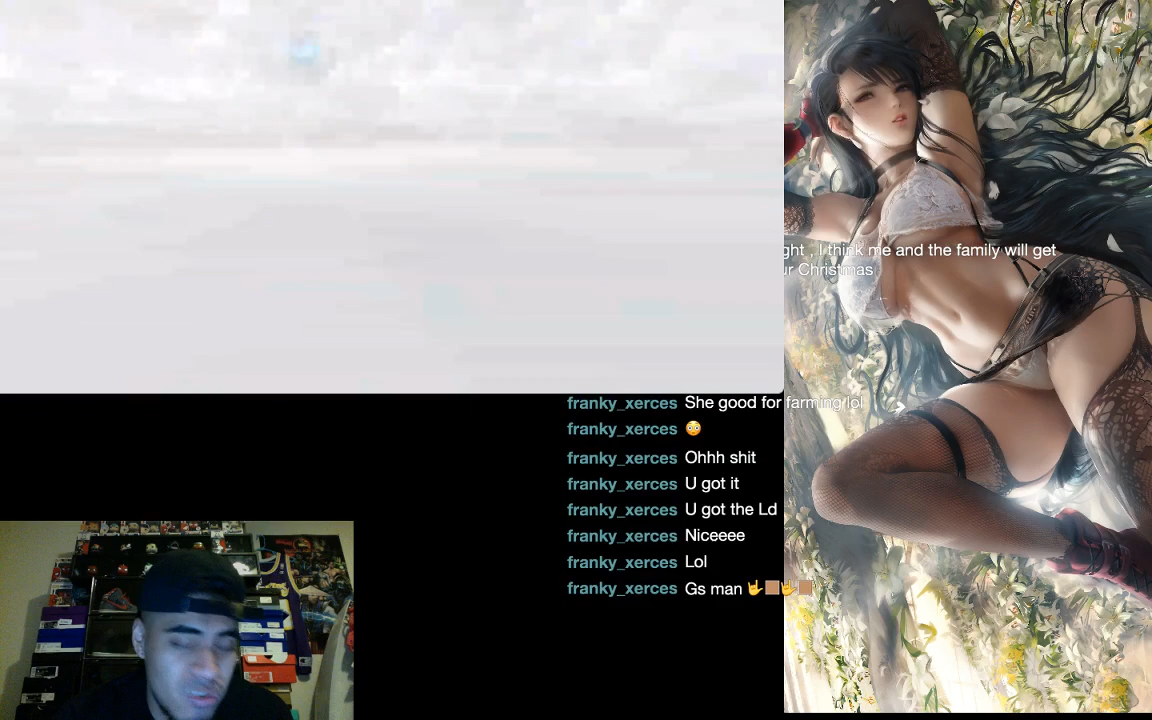 ght , I think me and the family will get
ur Christmas
franky_xerces She good for farming lol
franky_xerces 😳
franky_xerces Ohhh shit
franky_xerces U got it
franky_xerces U got the Ld
franky_xerces Niceeee
franky_xerces Lol
franky_xerces Gs man 🤟🏽🤟🏽